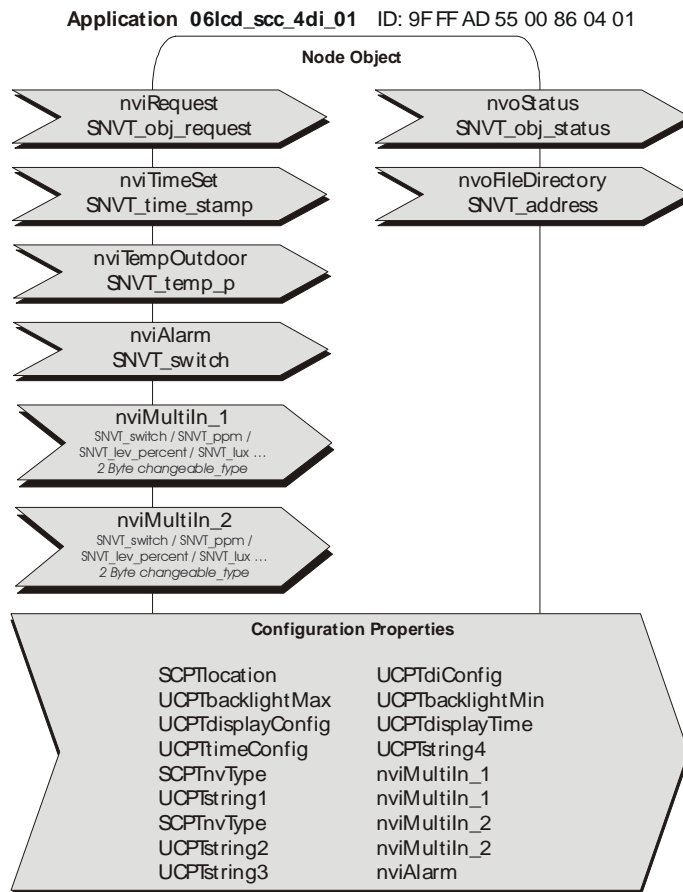 Application 06lcd_scc_4di_01 ID: 9F FF AD 55 00 86 04 01
Node Object
nviRequest
SNVT_obj_request
nvoStatus
SNVT_obj_status
nviTimeSet
SNVT_time_stamp
nvoFileDirectory
SNVT_address
nviTempOutdoor
SNVT_temp_p
nviAlarm
SNVT_switch
nviMultiIn_1
SNVT_switch / SNVT_ppm /
SNVT_lev_percent / SNVT_lux ...
2 Byte changeable_type
nviMultiIn_2
SNVT_switch / SNVT_ppm /
SNVT_lev_percent / SNVT_lux ...
2 Byte changeable_type
Configuration Properties
SCPTlocation UCPTdiConfig
UCPTbacklightMax UCPTbacklightMin
UCPTdisplayConfig UCPTdisplayTime
UCPTtimeConfig UCPTstring4
SCPTnvType nviMultiIn_1
UCPTstring1 nviMultiIn_1
SCPTnvType nviMultiIn_2
UCPTstring2 nviMultiIn_2
UCPTstring3 nviAlarm